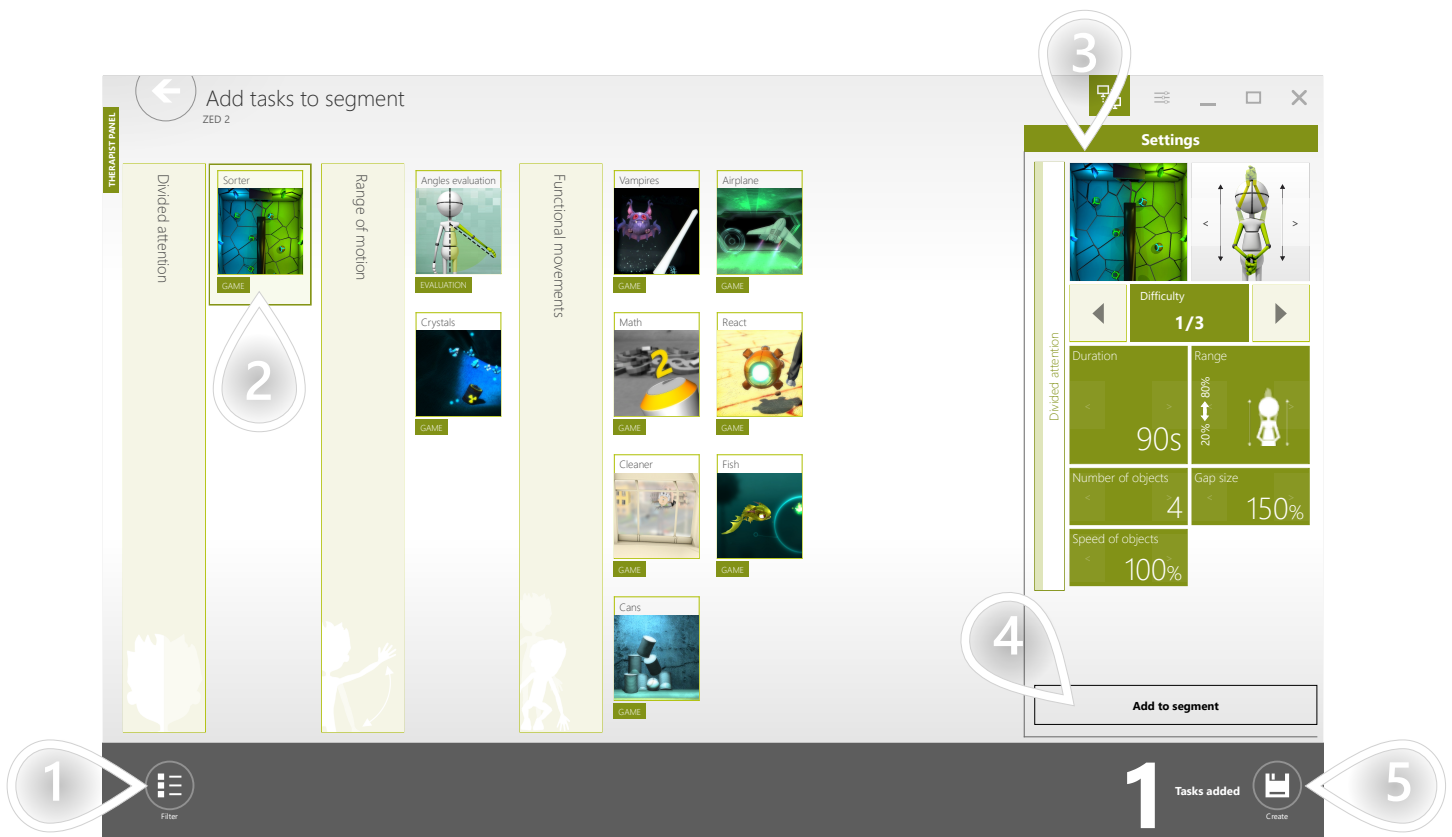 3
Add tasks to segment
ZED 2
THERAPIST PANEL
Settings
Divided attention
Sorter
GAME
2
Range of motion
Angles evaluation
EVALUATION
Crystals
GAME
Functional movements
Vampires
GAME
Airplane
GAME
Math
2
GAME
React
GAME
Cleaner
GAME
Fish
GAME
Cans
GAME
Divided attention
< >
Difficulty
1/3
Duration
< >
90s
Range
20% 80%
< >
Number of objects
< >
4
Gap size
< >
150%
Speed of objects
< >
100%
4
Add to segment
1
Filter
1
Tasks added
Create
5